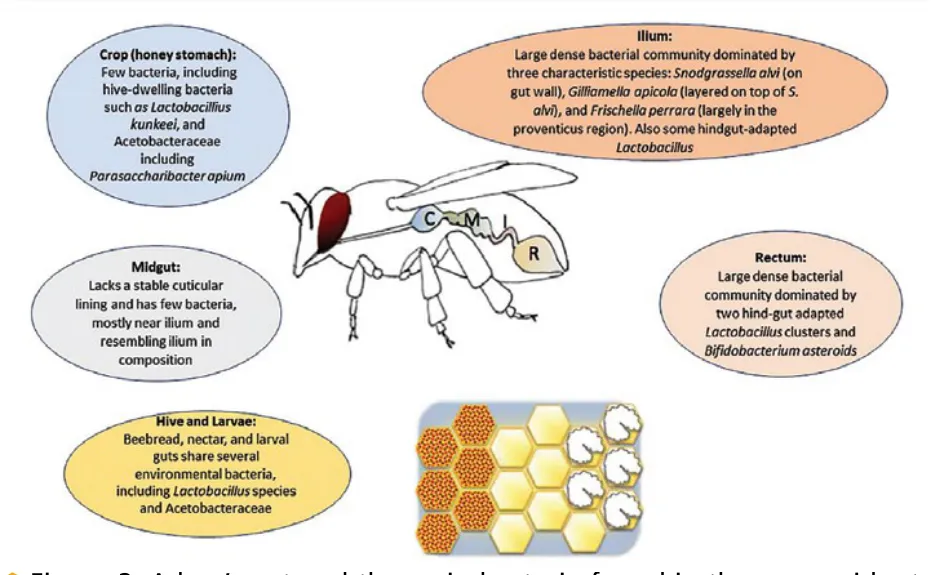 Crop (honey stomach):
Few bacteria, including
hive-dwelling bacteria
such as Lactobacillius
kunkeei, and
Acetobacteraceae
including
Parasaccharibacter apium
Ilium:
Large dense bacterial community dominated by
three characteristic species: Snodgrassella alvi (on
gut wall), Gilliamella apicola (layered on top of S.
alvi), and Frischella perrara (largely in the
proventicus region). Also some hindgut-adapted
Lactobacillus
C
M
I
R
Midgut:
Lacks a stable cuticular
lining and has few bacteria,
mostly near ilium and
resembling ilium in
composition
Rectum:
Large dense bacterial
community dominated by
two hind-gut adapted
Lactobacillus clusters and
Bifidobacterium asteroids
Hive and Larvae:
Beebread, nectar, and larval
guts share several
environmental bacteria,
including Lactobacillus species
and Acetobacteraceae